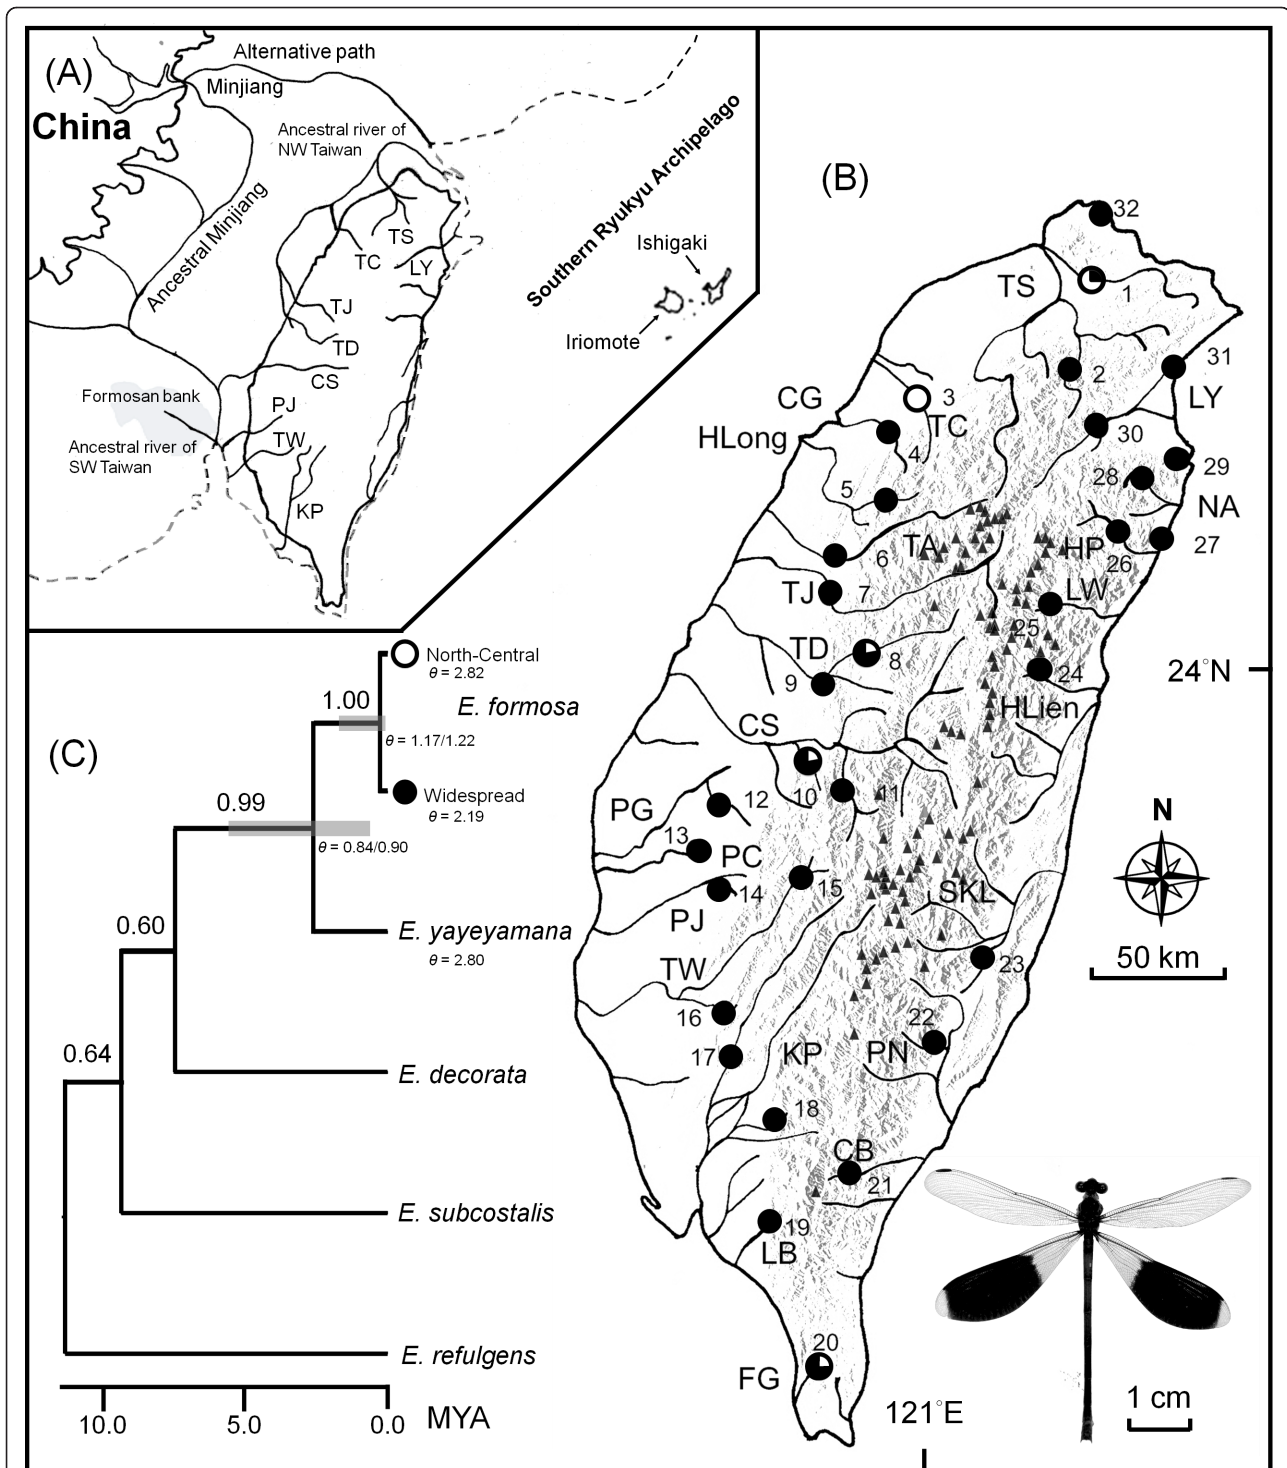 (A)
Alternative path
Minjiang
China
Ancestral river of
NW Taiwan
Ancestral Minjiang
TS
TC
LY
TJ
TD
CS
Formosan bank
PJ
TW
Ancestral river of
SW Taiwan
KP
Southern Ryukyu Archipelago
Ishigaki
Iriomote
(B)
32
TS
1
31
2
LY
CG
3
TC
HLong
30
4
29
28
5
NA
TA
HP
27
6
26
TJ
7
LW
25
TD
8
24
24°N
9
HLien
CS
10
11
PG
12
N
13
PC
15
14
SKL
PJ
50 km
TW
23
16
22
17
KP
PN
18
CB
21
19
LB
20
FG
121°E
1 cm
(C)
North-Central
θ = 2.82
1.00
E. formosa
θ = 1.17/1.22
Widespread
θ = 2.19
0.99
θ = 0.84/0.90
0.60
E. yayeyamana
θ = 2.80
0.64
E. decorata
E. subcostalis
E. refulgens
10.0
5.0
0.0
MYA